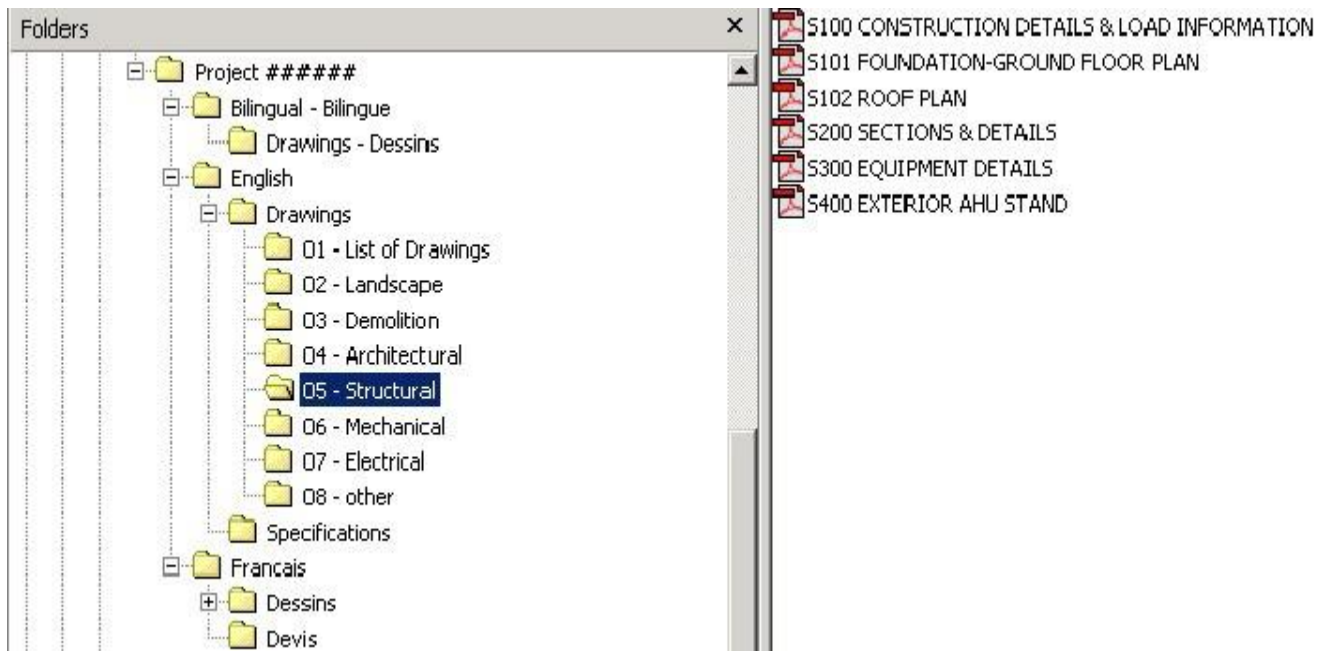 Folders
Project ######
Bilingual - Bilingue
Drawings - Dessins
English
Drawings
01 - List of Drawings
02 - Landscape
03 - Demolition
04 - Architectural
05 - Structural
06 - Mechanical
07 - Electrical
08 - other
Specifications
Francais
Dessins
Devis
S100 CONSTRUCTION DETAILS & LOAD INFORMATION
S101 FOUNDATION-GROUND FLOOR PLAN
S102 ROOF PLAN
S200 SECTIONS & DETAILS
S300 EQUIPMENT DETAILS
S400 EXTERIOR AHU STAND